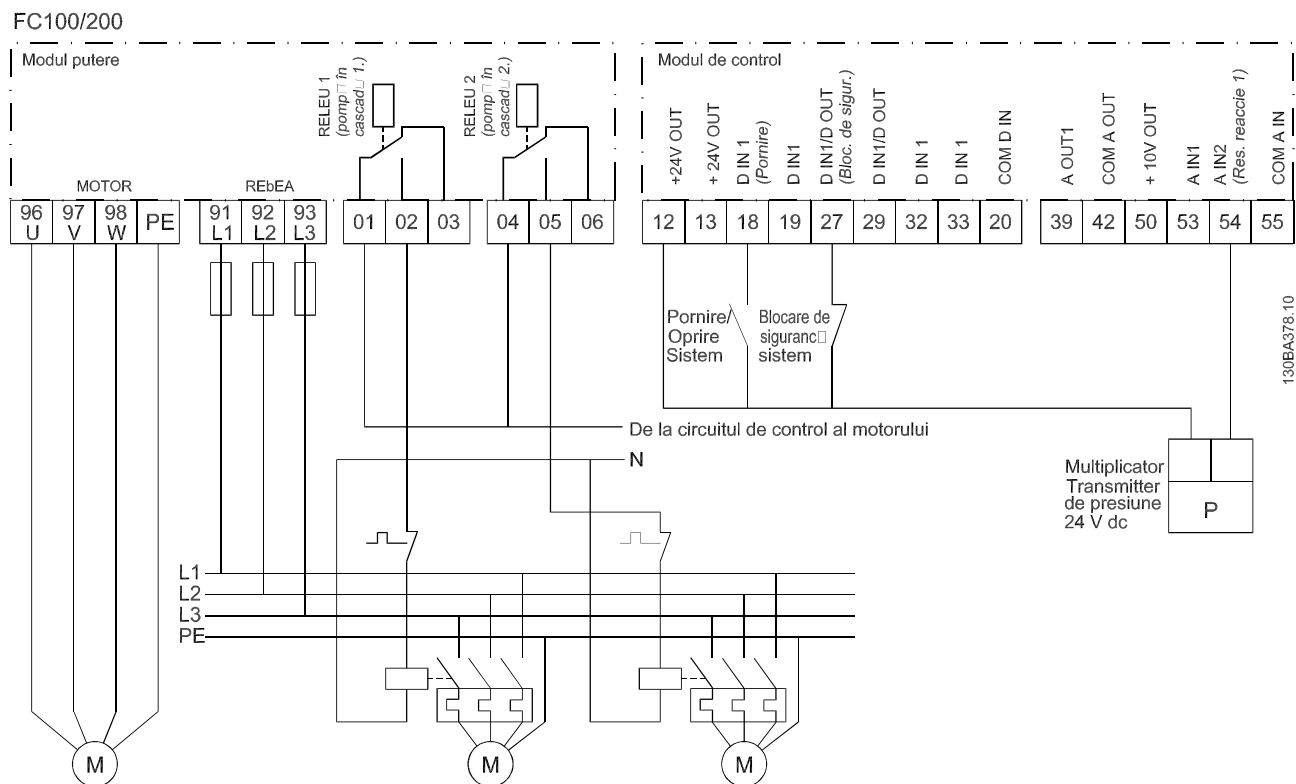 FC100/200
Modul putere
RELEU 1
(pomp□ în
cascad□ 1.)
RELEU 2
(pomp□ în
cascad□ 2.)
MOTOR
REbEA
96
U
97
V
98
W
PE
91
L1
92
L2
93
L3
01
02
03
04
05
06
Modul de control
+24V OUT
+ 24V OUT
D IN 1
(Pornire)
D IN1
D IN1/D OUT
(Bloc. de sigur.)
D IN1/D OUT
D IN 1
D IN 1
COM D IN
A OUT1
COM A OUT
+ 10V OUT
A IN1
A IN2
(Res. reaccie 1)
COM A IN
12
13
18
19
27
29
32
33
20
39
42
50
53
54
55
Pornire/
Oprire
Sistem
Blocare de
siguranc□
sistem
130BA378.10
De la circuitul de control al motorului
N
Multiplicator
Transmitter
de presiune
24 V dc
P
L1
L2
L3
PE
M
M
M